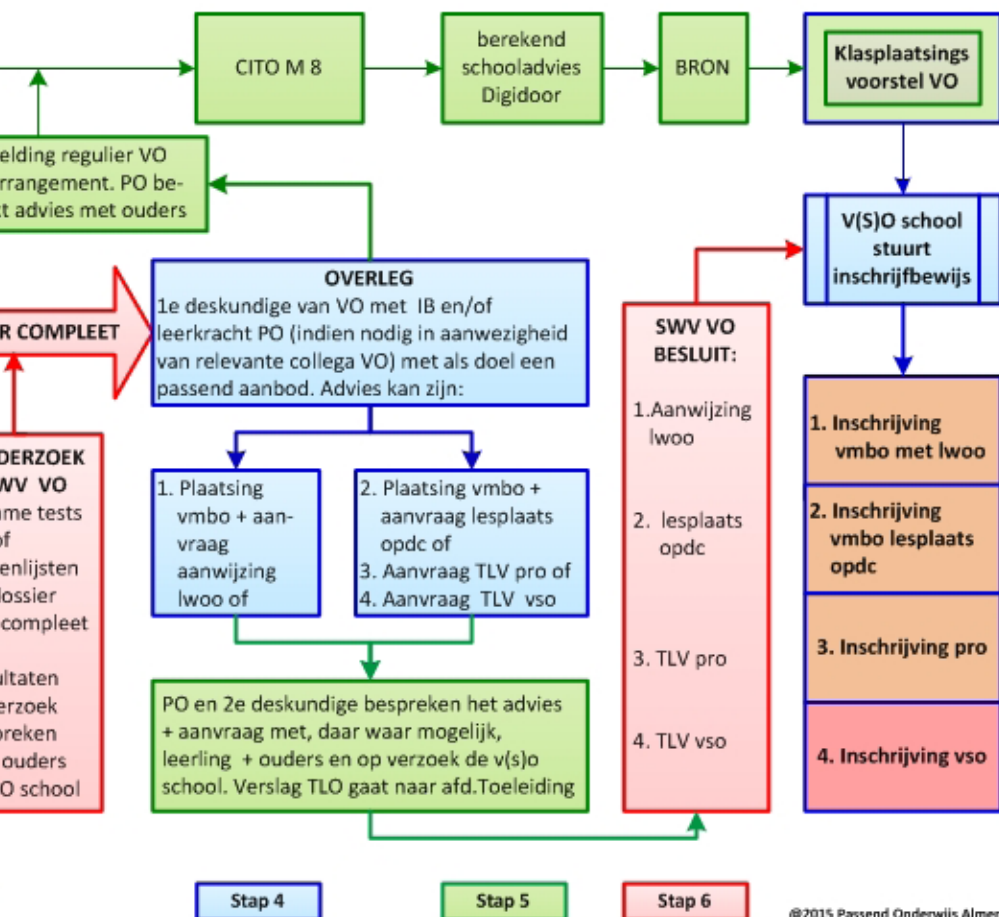 CITO M 8
berekend
schooladvies
Digidoor
BRON
Klasplaatsings
voorstel VO
elding regulier VO
rrangement. PO be-
t advies met ouders
V(S)O school
stuurt
inschrijfbewijs
R COMPLEET
OVERLEG
1e deskundige van VO met IB en/of
leerkracht PO (indien nodig in aanwezigheid
van relevante collega VO) met als doel een
passend aanbod. Advies kan zijn:
DERZOEK
WV VO
ame tests
of
enlijsten
dossier
compleet
ultaten
erzoek
preken
ouders
O school
1. Plaatsing
vmbo + aan-
vraag
aanwijzing
lwoo of
2. Plaatsing vmbo +
aanvraag lesplaats
opdc of
3. Aanvraag TLV pro of
4. Aanvraag TLV vso
PO en 2e deskundige bespreken het advies
+ aanvraag met, daar waar mogelijk,
leerling + ouders en op verzoek de v(s)o
school. Verslag TLO gaat naar afd.Toeleiding
SWV VO
BESLUIT:
1.Aanwijzing
lwoo
2. lesplaats
opdc
3. TLV pro
4. TLV vso
1. Inschrijving
vmbo met lwoo
2. Inschrijving
vmbo lesplaats
opdc
3. Inschrijving pro
4. Inschrijving vso
Stap 4
Stap 5
Stap 6
@2015 Passend Onderwijs Almer